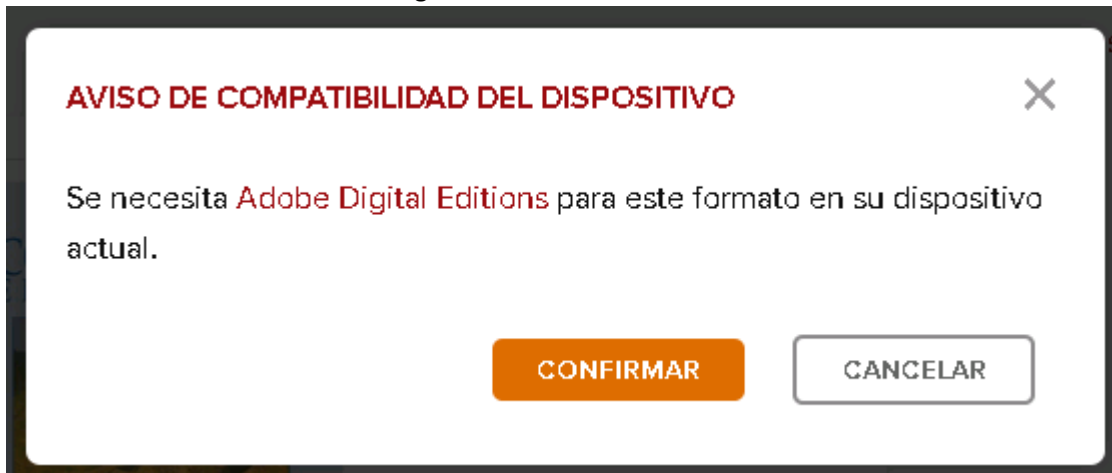 AVISO DE COMPATIBILIDAD DEL DISPOSITIVO
Se necesita Adobe Digital Editions para este formato en su dispositivo
actual.
CONFIRMAR
CANCELAR